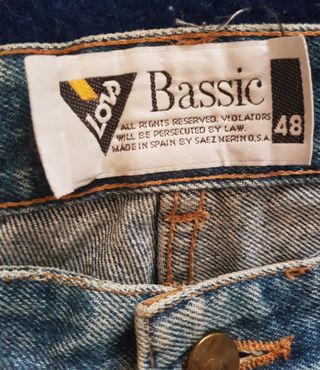 Lois
Bassic
ALL RIGHTS RESERVED. VIOLATORS
WILL BE PERSECUTED BY LAW.
MADE IN SPAIN BY SAEZ MERINO, S.A.
48